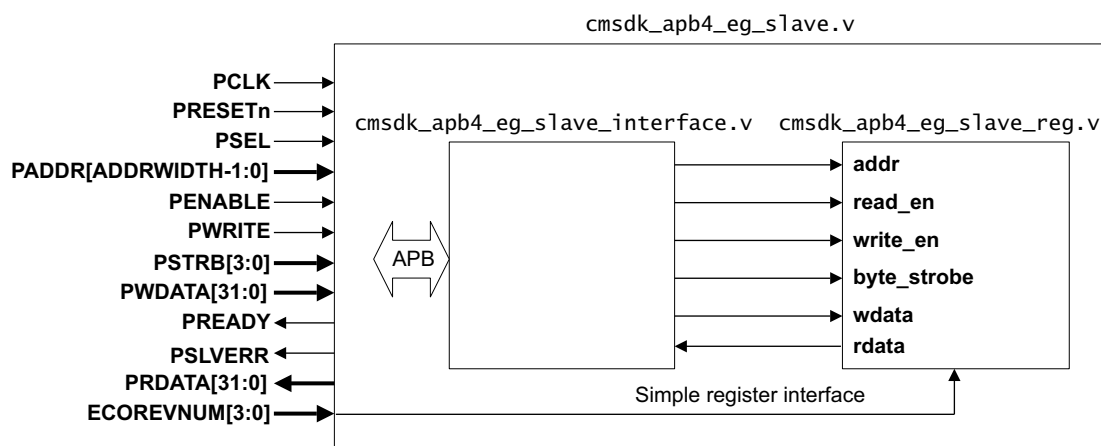 cmsdk_apb4_eg_slave.v
PCLK
PRESETn
PSEL
PADDR[ADDRWIDTH-1:0]
PENABLE
PWRITE
PSTRB[3:0]
PWDATA[31:0]
PREADY
PSLVERR
PRDATA[31:0]
ECOREVNUM[3:0]
cmsdk_apb4_eg_slave_interface.v
APB
cmsdk_apb4_eg_slave_reg.v
addr
read_en
write_en
byte_strobe
wdata
rdata
Simple register interface